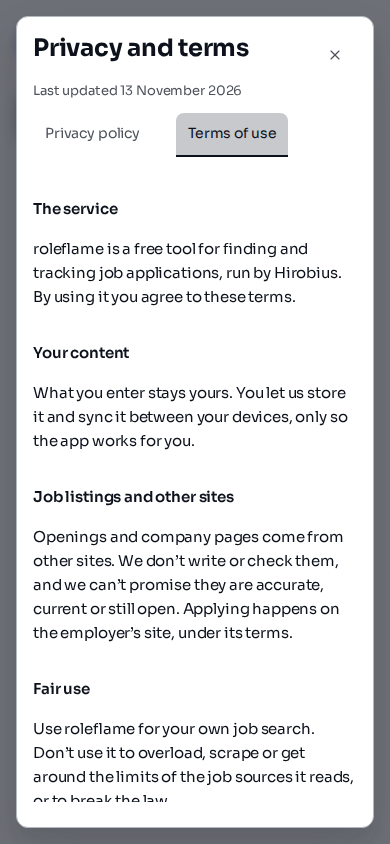 Privacy and terms
Last updated 13 November 2026
Privacy policy
Terms of use
The service
roleflame is a free tool for finding and
tracking job applications, run by Hirobius.
By using it you agree to these terms.
Your content
What you enter stays yours. You let us store
it and sync it between your devices, only so
the app works for you.
Job listings and other sites
Openings and company pages come from
other sites. We don’t write or check them,
and we can’t promise they are accurate,
current or still open. Applying happens on
the employer’s site, under its terms.
Fair use
Use roleflame for your own job search.
Don’t use it to overload, scrape or get
around the limits of the job sources it reads,
or to break the law.